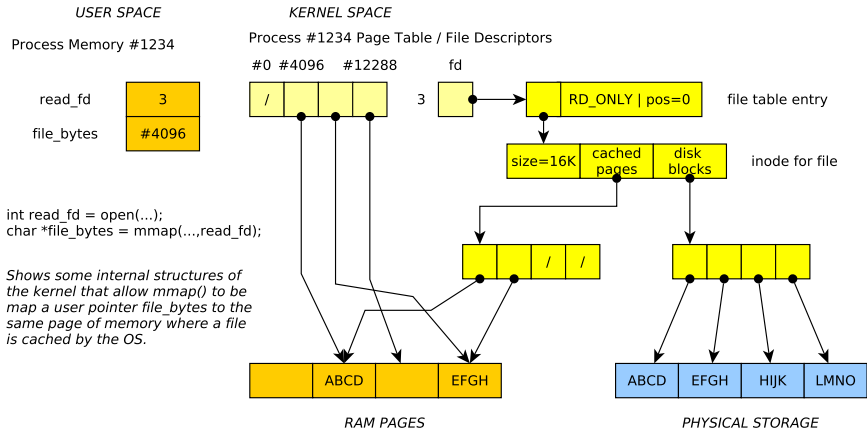 USER SPACE
KERNEL SPACE
Process Memory #1234
Process #1234 Page Table / File Descriptors
#0 #4096 #12288 fd
read_fd 3 / 3 RD_ONLY | pos=0 file table entry
file_bytes #4096
size=16K cached pages disk blocks inode for file
int read_fd = open(...);
char *file_bytes = mmap(...,read_fd);
/ /
Shows some internal structures of
the kernel that allow mmap() to be
map a user pointer file_bytes to the
same page of memory where a file
is cached by the OS.
ABCD EFGH ABCD EFGH HIJK LMNO
RAM PAGES
PHYSICAL STORAGE